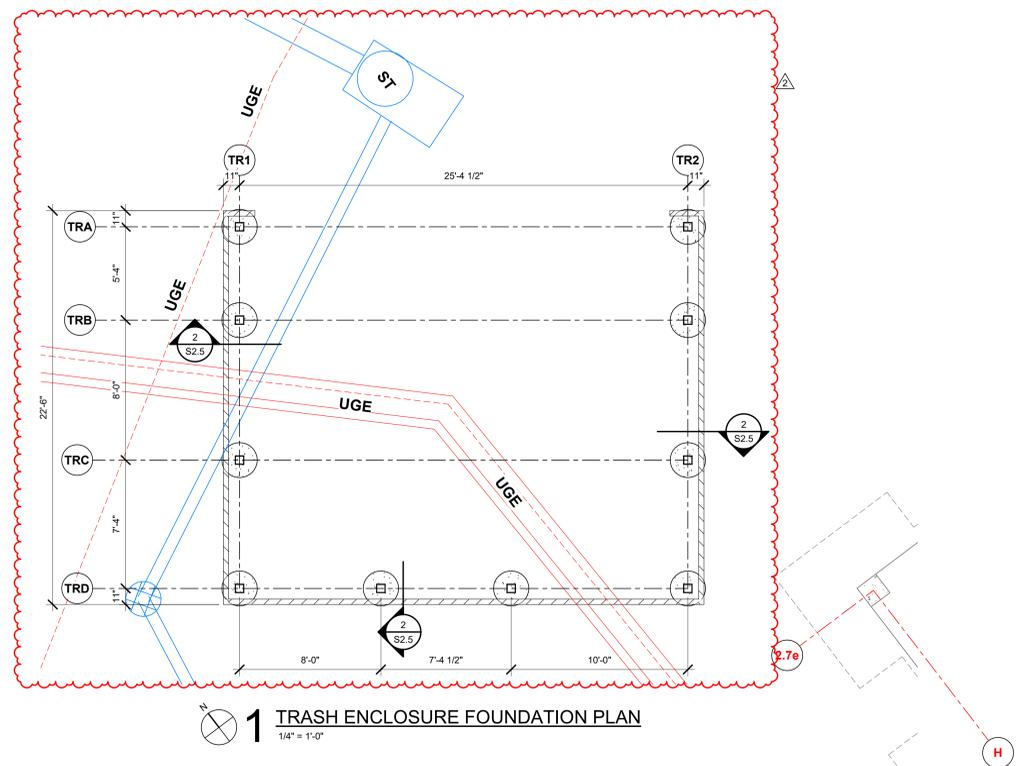 ST
UGE
2
TR1
TR2
11"
25'-4 1/2"
11"
TRA
11"
5'-4"
UGE
TRB
2
S2.5
22'-6"
8'-0"
UGE
2
S2.5
TRC
UGE
7'-4"
TRD
11"
2
S2.5
8'-0"
7'-4 1/2"
10'-0"
2.7e
N
1
TRASH ENCLOSURE FOUNDATION PLAN
1/4" = 1'-0"
H